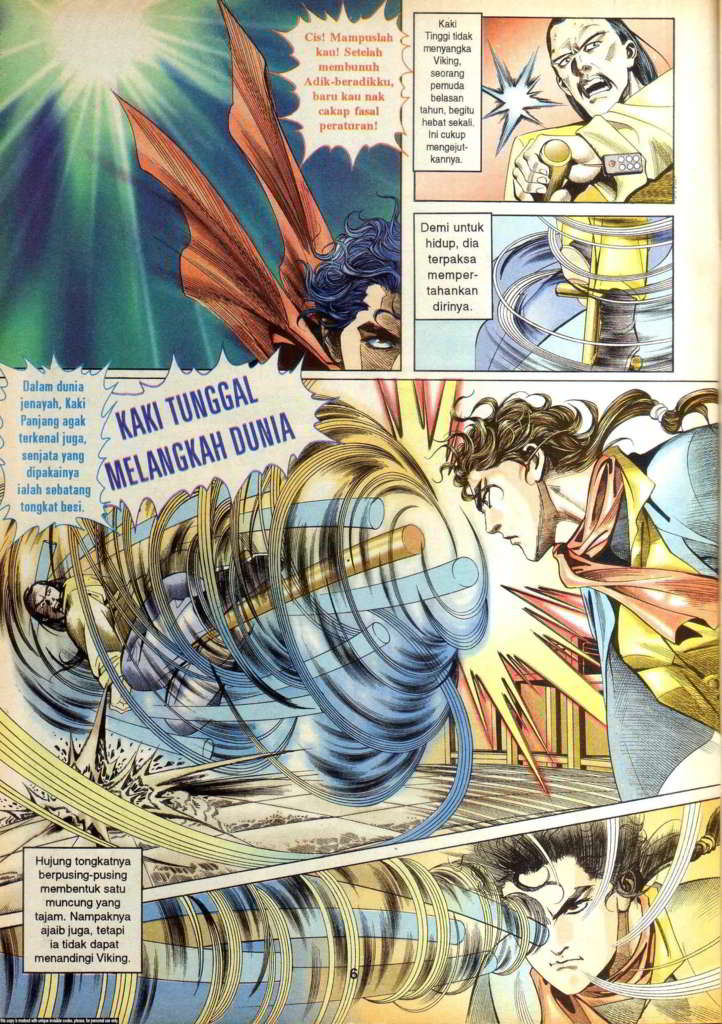 Cis! Mampuslah
kau! Setelah
membunuh
Adik-beradikku,
baru kau nak
cakap fasal
peraturan!
Kaki
Tinggi tidak
menyangka
Viking,
seorang
pemuda
belasan
tahun, begitu
hebat sekali.
Ini cukup
mengejut-
kannya.
Demi untuk
hidup, dia
terpaksa
memper-
tahankan
dirinya.
Dalam dunia
jenayah, Kaki
Panjang agak
terkenal juga,
senjata yang
dipakainya
ialah sebatang
tongkat besi.
KAKI TUNGGAL
MELANGKAH DUNIA
Hujung tongkatnya
berpusing-pusing
membentuk satu
muncung yang
tajam. Nampaknya
ajaib juga, tetapi
ia tidak dapat
menandingi Viking.
6